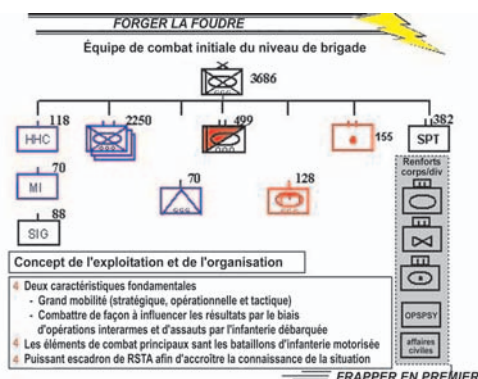 FORGER LA FOUDRE
Équipe de combat initiale du niveau de brigade
3686
118
2250
499
155
382
HHC
SPT
70
MI
70
128
88
SIG
Renforts
corps/div
OPSPSY
affaires
civiles
Concept de l'exploitation et de l'organisation
4 Deux caractéristiques fondamentales
- Grand mobilité (stratégique, opérationnelle et tactique)
- Combattre de façon à influencer les résultats par le biais
d'opérations interarmes et d'assauts par l'infanterie débarquée
4 Les éléments de combat principaux sont les bataillons d'infanterie motorisée
4 Puissant escadron de RSTA afin d'accroître la connaissance de la situation
FRAPPER EN PREMIER